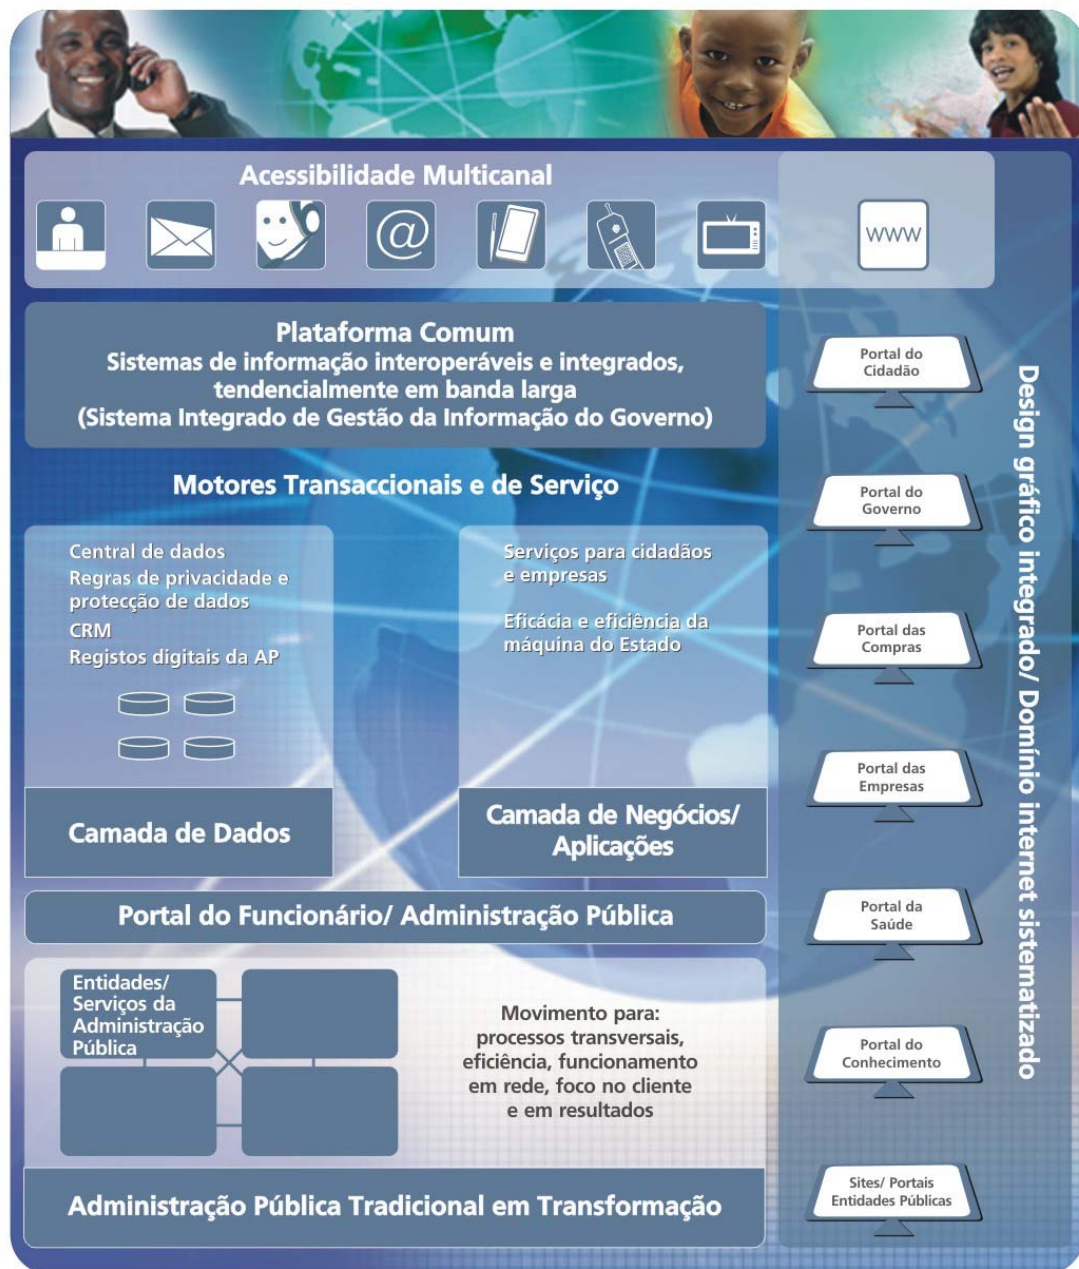 Acessibilidade Multicanal
@
WWW
Plataforma Comum
Sistemas de informação interoperáveis e integrados,
tendencialmente em banda larga
(Sistema Integrado de Gestão da Informação do Governo)
Motores Transaccionais e de Serviço
Central de dados
Regras de privacidade e
protecção de dados
CRM
Registos digitais da AP
Camada de Dados
Serviços para cidadãos
e empresas
Eficácia e eficiência da
máquina do Estado
Camada de Negócios/
Aplicações
Portal do Funcionário/ Administração Pública
Entidades/
Serviços da
Administração
Pública
Movimento para:
processos transversais,
eficiência, funcionamento
em rede, foco no cliente
e em resultados
Administração Pública Tradicional em Transformação
Portal do
Cidadão
Portal do
Governo
Portal das
Compras
Portal das
Empresas
Portal da
Saúde
Portal do
Conhecimento
Sites/ Portais
Entidades Públicas
Design gráfico integrado/ Domínio internet sistematizado